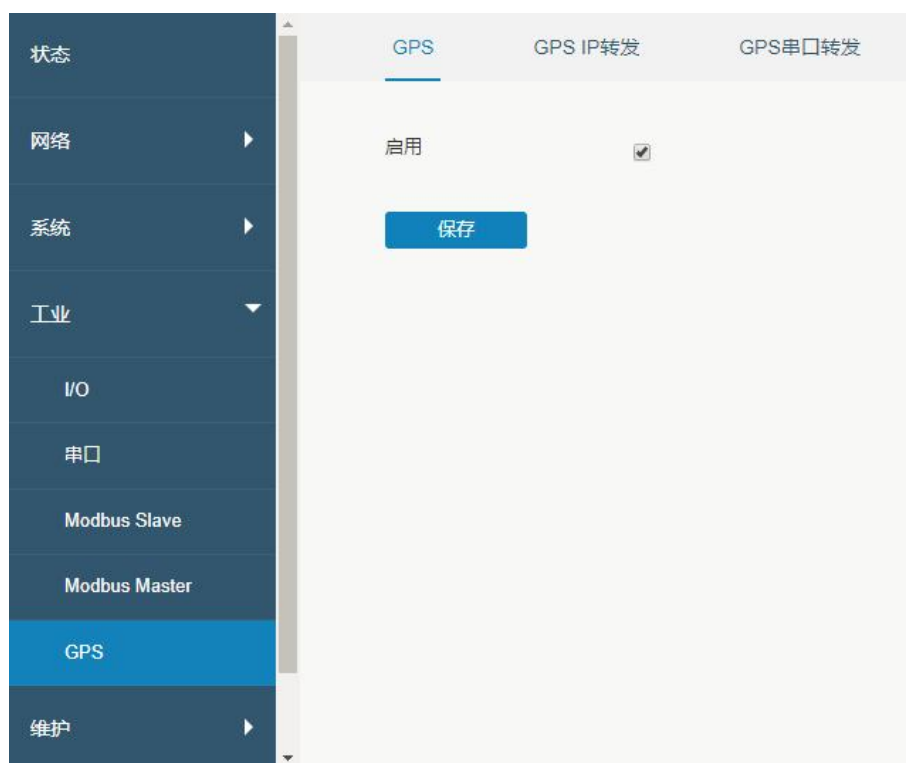 状态
网络
系统
工业
I/O
串口
Modbus Slave
Modbus Master
GPS
维护
GPS GPS IP转发 GPS串口转发
启用
保存